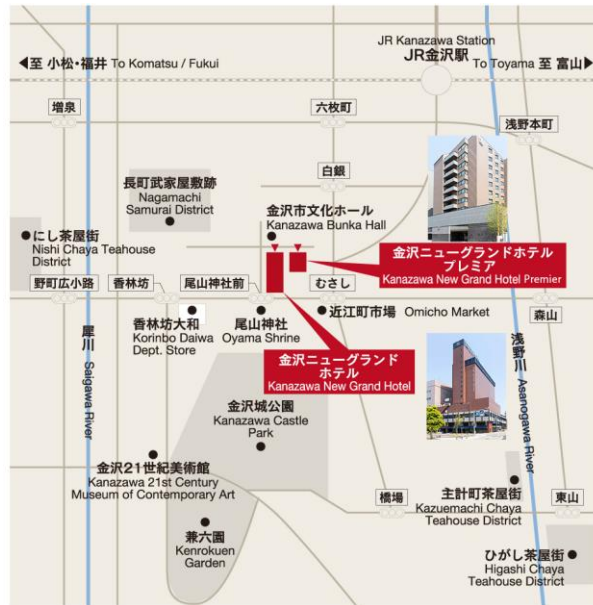 JR Kanazawa Station
JR金沢駅
◀至 小松・福井 To Komatsu / Fukui
To Toyama 至 富山▶
増泉
六枚町
浅野本町
白銀
長町武家屋敷跡
Nagamachi
Samurai District
金沢市文化ホール
Kanazawa Bunka Hall
にし茶屋街
Nishi Chaya Teahouse
District
金沢ニューグランドホテル
プレミア
Kanazawa New Grand Hotel Premier
野町広小路
香林坊
尾山神社前
むさし
森山
香林坊大和
Korinbo Daiwa
Dept. Store
尾山神社
Oyama Shrine
近江町市場 Omicho Market
犀川
Saigawa River
浅野川
Asanogawa River
金沢ニューグランド
ホテル
Kanazawa New Grand Hotel
金沢城公園
Kanazawa Castle
Park
金沢21世紀美術館
Kanazawa 21st Century
Museum of Contemporary Art
主計町茶屋街
Kazuemachi Chaya
Teahouse District
橋場
東山
兼六園
Kenrokuen
Garden
ひがし茶屋街
Higashi Chaya
Teahouse District